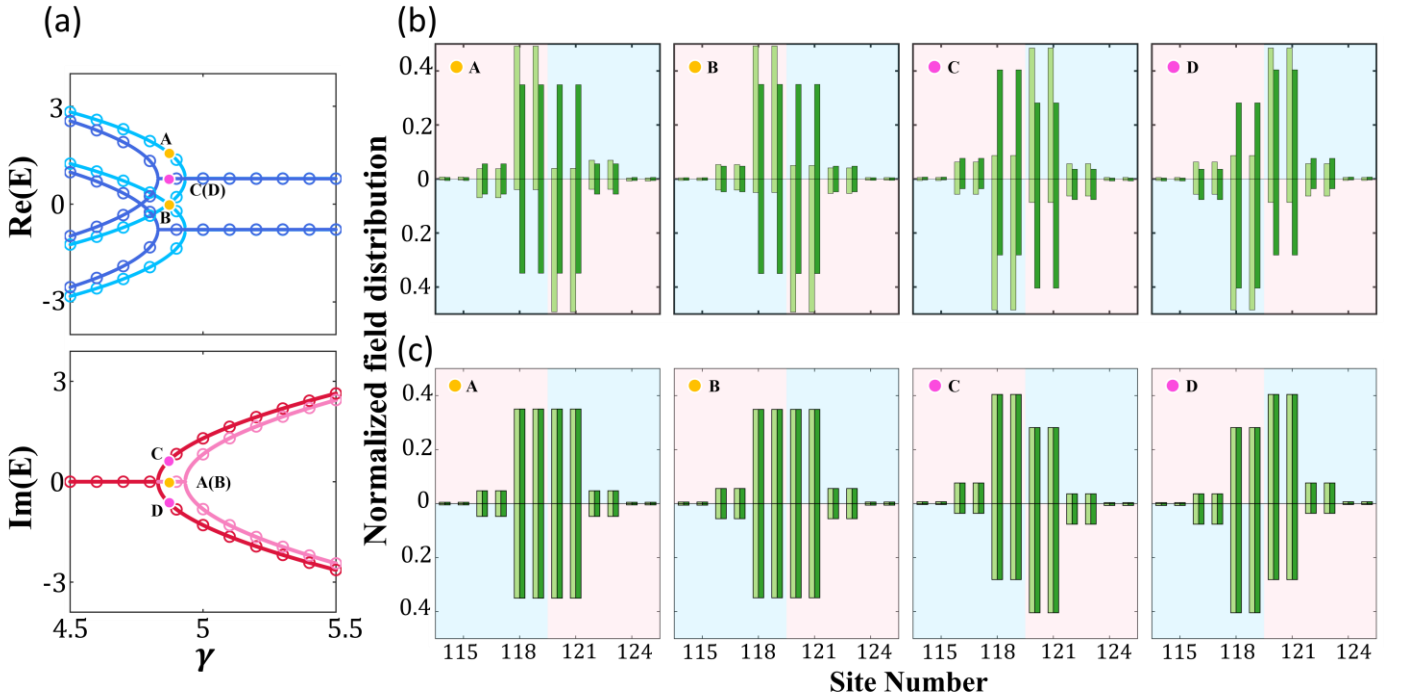 (a)
3
0
-3
Re(E)
A
C(D)
B
3
0
-3
Im(E)
C
A(B)
D
4.5
5
5.5
γ
(b)
0.4
0.2
0
0.2
0.4
A
B
C
D
Normalized field distribution
(c)
0.4
0.2
0
0.2
0.4
A
B
C
D
115
118
121
124
115
118
121
124
115
118
121
124
115
118
121
124
Site Number